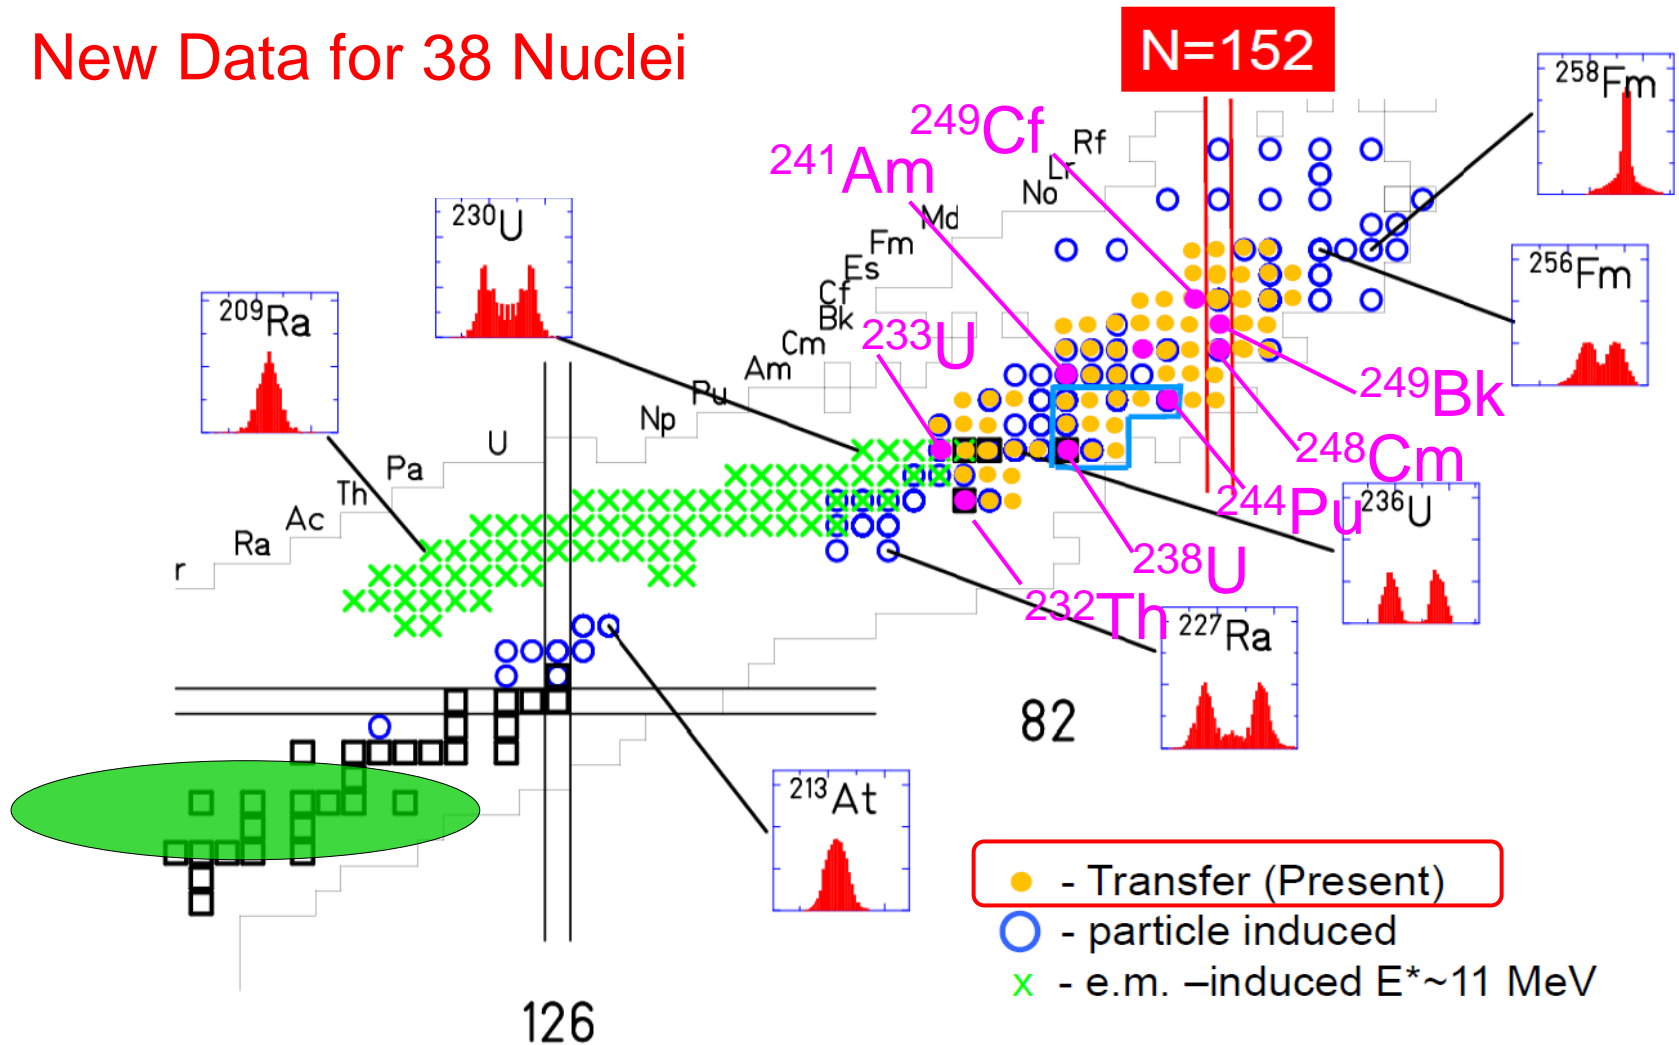 New Data for 38 Nuclei
N=152
258Fm
249Cf
Rf
241Am
Lr
No
230U
Md
Fm
256Fm
Es
209Ra
Cf
Bk
233U
Cm
Am
249Bk
Pu
Np
U
248Cm
Pa
244Pu
236U
Th
Ac
238U
Ra
r
232Th
227Ra
82
213At
- Transfer (Present)
- particle induced
x - e.m. –induced E*~11 MeV
126